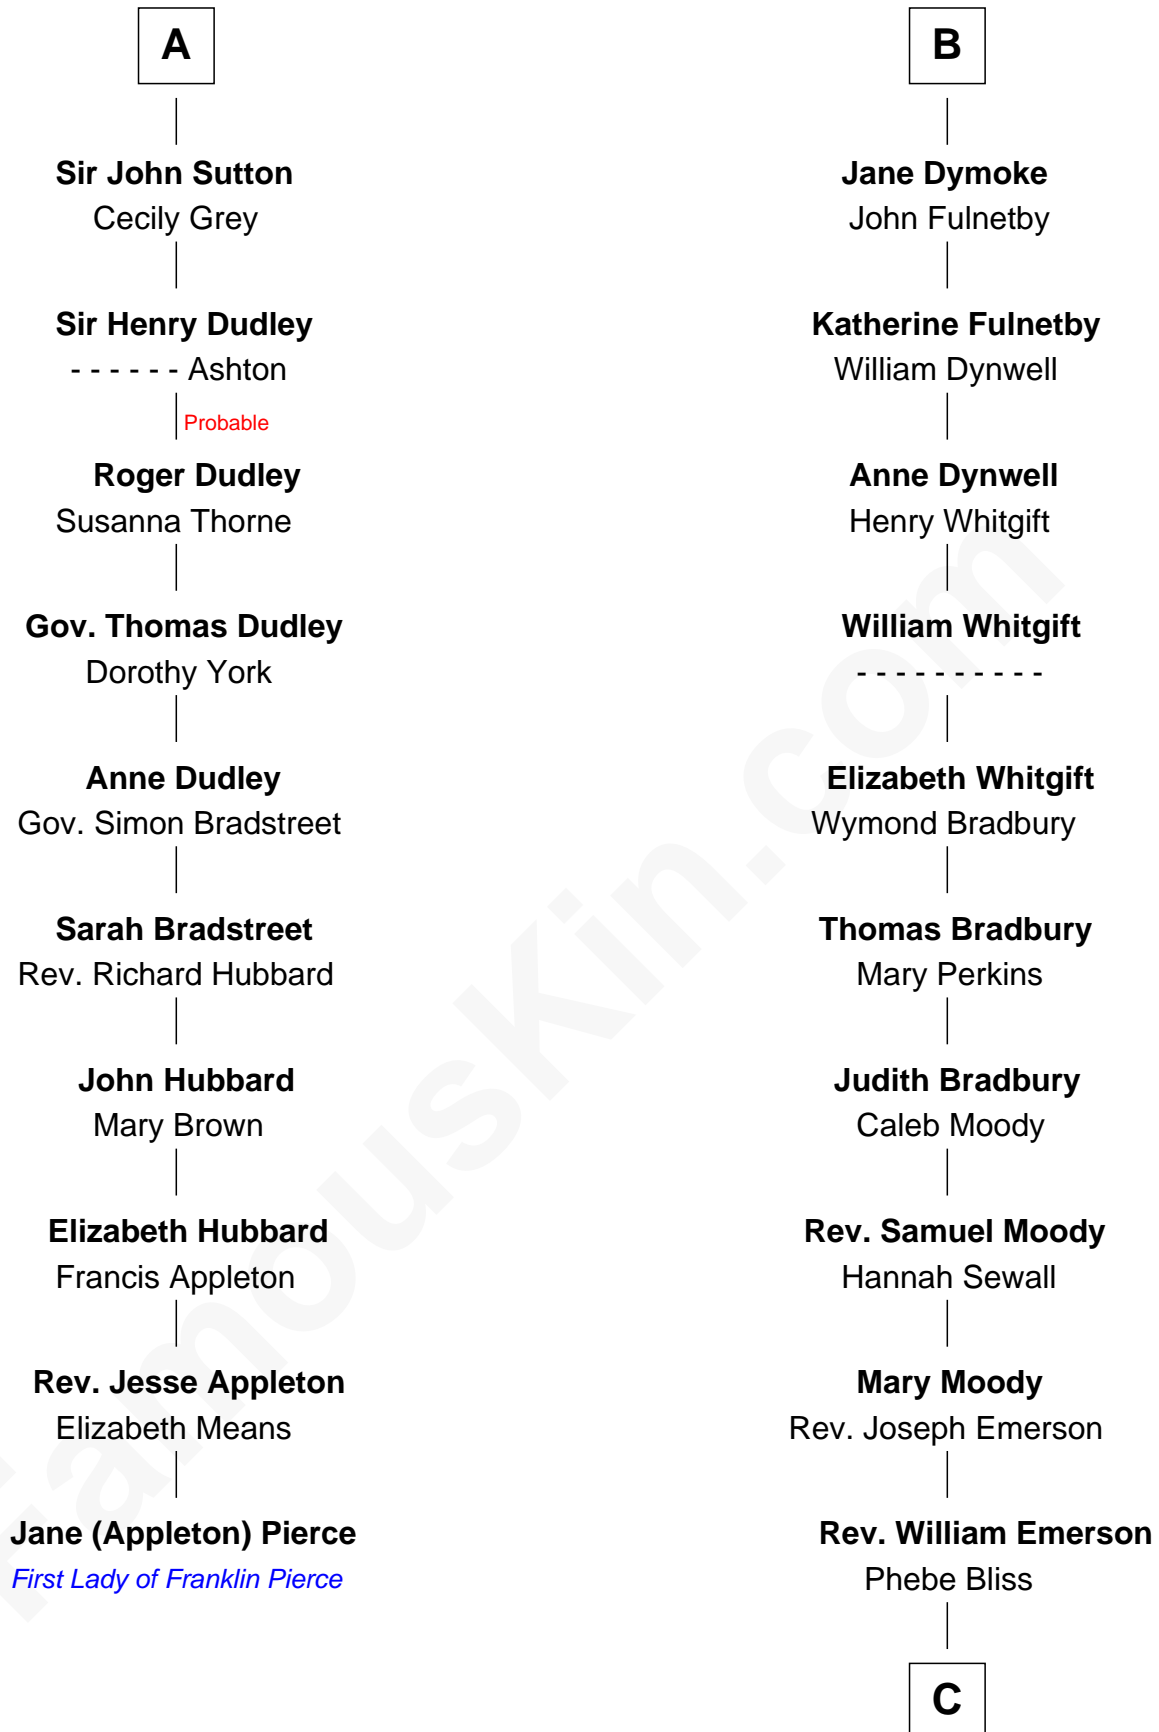 A
Sir John Sutton
Cecily Grey
Sir Henry Dudley
- - - - - - Ashton
Probable
Roger Dudley
Susanna Thorne
Gov. Thomas Dudley
Dorothy York
Anne Dudley
Gov. Simon Bradstreet
Sarah Bradstreet
Rev. Richard Hubbard
John Hubbard
Mary Brown
Elizabeth Hubbard
Francis Appleton
Rev. Jesse Appleton
Elizabeth Means
Jane (Appleton) Pierce
First Lady of Franklin Pierce
B
Jane Dymoke
John Fulnetby
Katherine Fulnetby
William Dynwell
Anne Dynwell
Henry Whitgift
William Whitgift
- - - - - - - - - -
Elizabeth Whitgift
Wymond Bradbury
Thomas Bradbury
Mary Perkins
Judith Bradbury
Caleb Moody
Rev. Samuel Moody
Hannah Sewall
Mary Moody
Rev. Joseph Emerson
Rev. William Emerson
Phebe Bliss
C
FamousKin.com